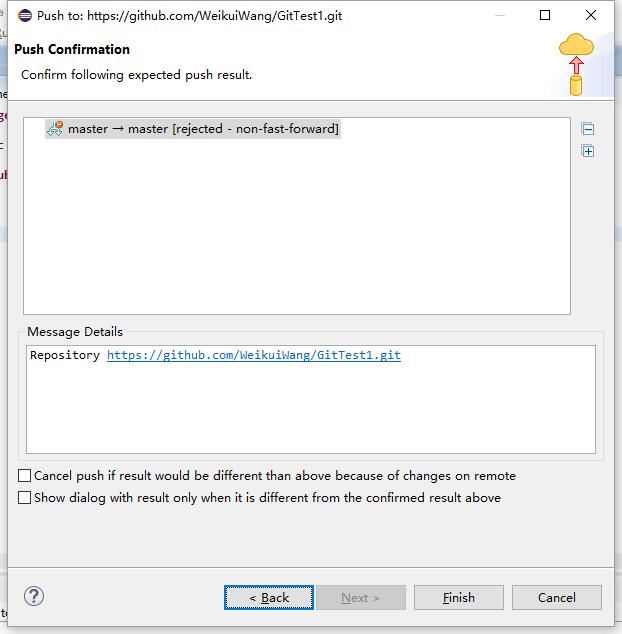 Push to: https://github.com/WeikuiWang/GitTest1.git
Push Confirmation
Confirm following expected push result.
master → master [rejected - non-fast-forward]
Message Details
Repository https://github.com/WeikuiWang/GitTest1.git
Cancel push if result would be different than above because of changes on remote
Show dialog with result only when it is different from the confirmed result above
?
< Back
Next >
Finish
Cancel